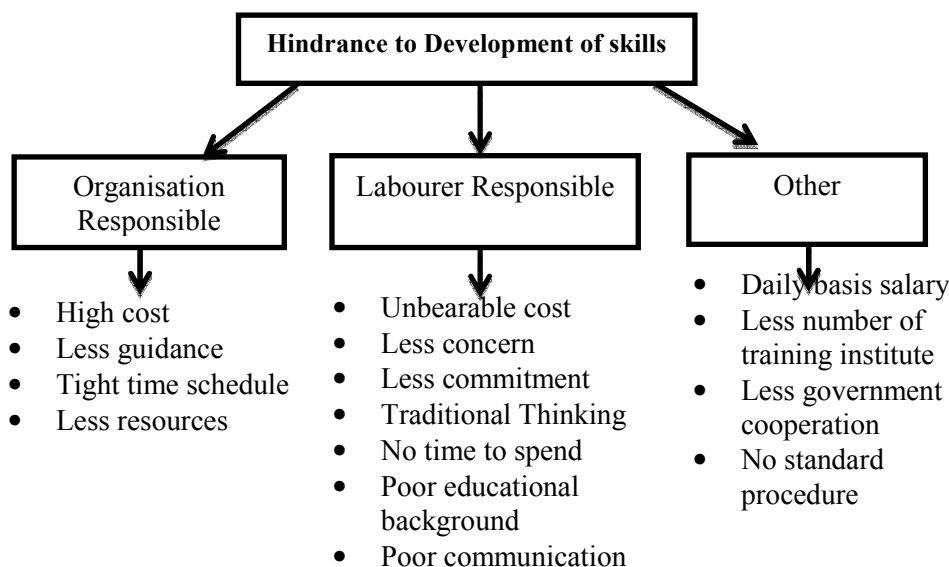 Hindrance to Development of skills
Organisation
Responsible
• High cost
• Less guidance
• Tight time schedule
• Less resources
Labourer Responsible
• Unbearable cost
• Less concern
• Less commitment
• Traditional Thinking
• No time to spend
• Poor educational
background
• Poor communication
Other
• Daily basis salary
• Less number of
training institute
• Less government
cooperation
• No standard
procedure